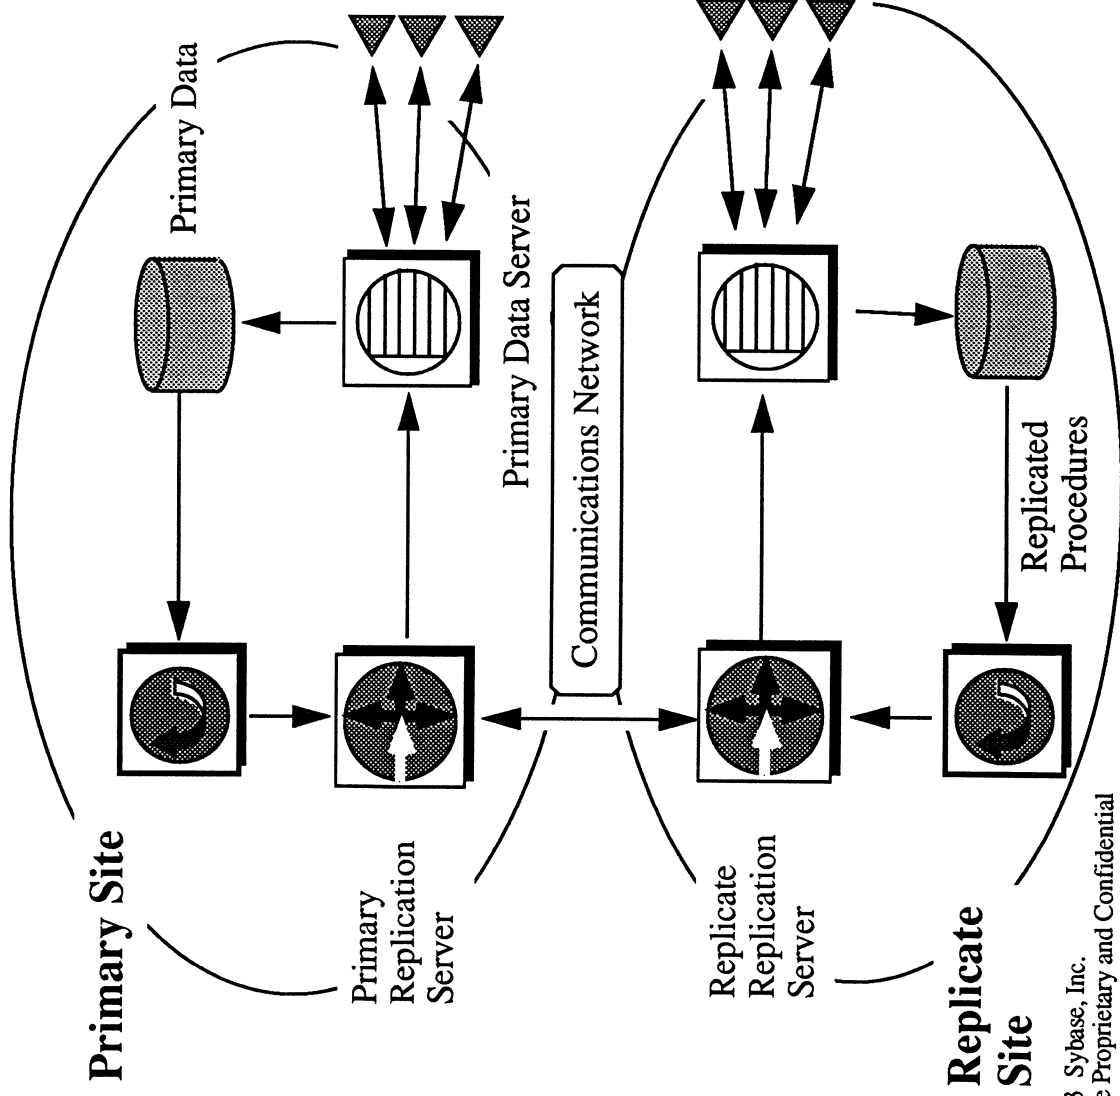 Primary Site
Primary Data
Primary
Replication
Server
Primary Data Server
Communications Network
Replicate
Replication
Server
Replicated
Procedures
Replicate
Site
Sybase, Inc.
Proprietary and Confidential